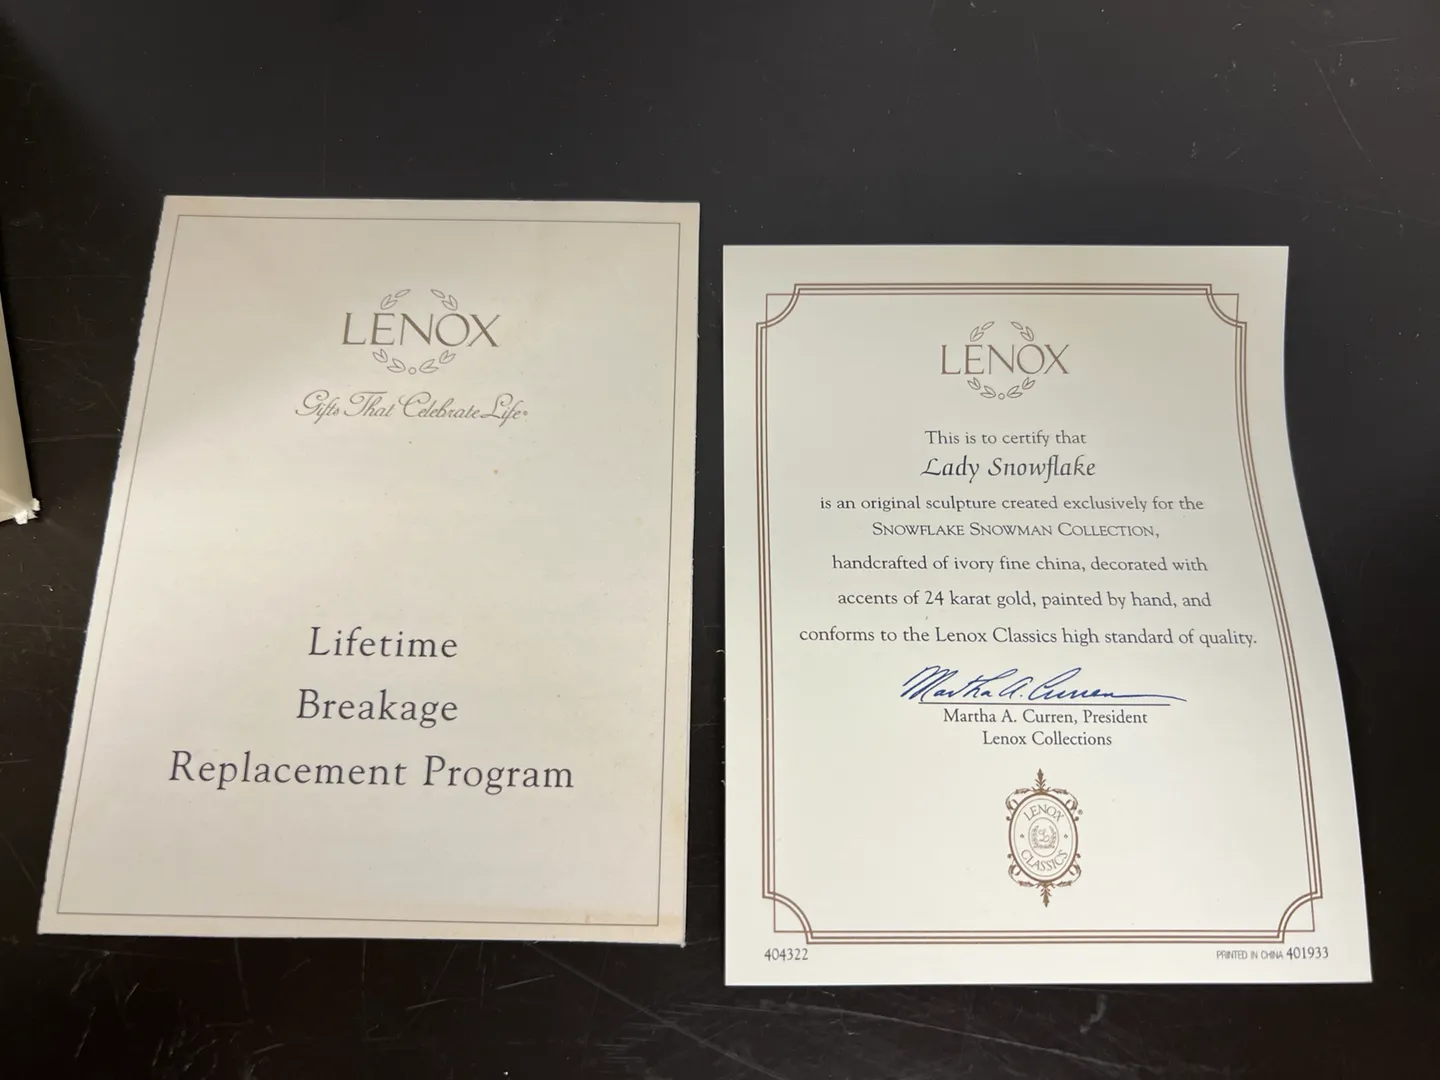 LENOX
Gifts That Celebrate Life®
Lifetime
Breakage
Replacement Program
LENOX
This is to certify that
Lady Snowflake
is an original sculpture created exclusively for the
SNOWFLAKE SNOWMAN COLLECTION,
handcrafted of ivory fine china, decorated with
accents of 24 karat gold, painted by hand, and
conforms to the Lenox Classics high standard of quality.
Martha A. Curren
Martha A. Curren, President
Lenox Collections
LENOX
L
CLASSICS
®
404322
PRINTED IN CHINA 401933